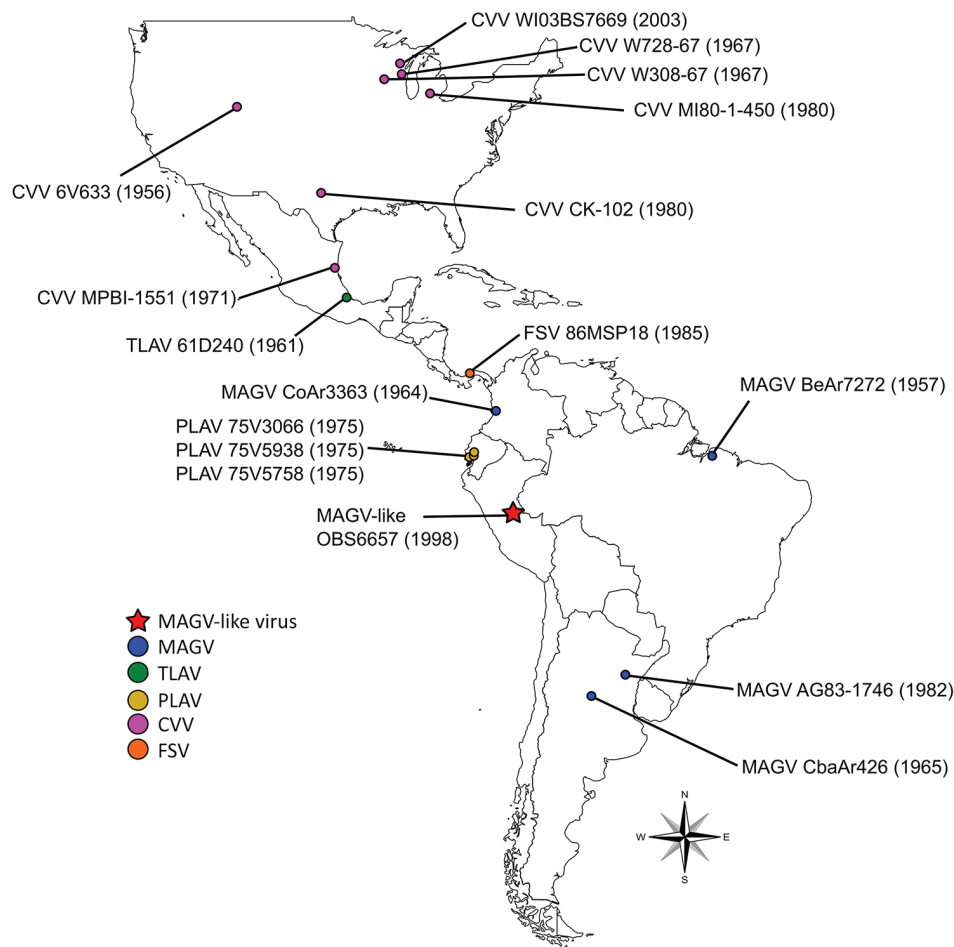 CVV WI03BS7669 (2003)
CVV W728-67 (1967)
CVV W308-67 (1967)
CVV MI80-1-450 (1980)
CVV 6V633 (1956)
CVV CK-102 (1980)
CVV MPBI-1551 (1971)
TLAV 61D240 (1961)
FSV 86MSP18 (1985)
MAGV CoAr3363 (1964)
MAGV BeAr7272 (1957)
PLAV 75V3066 (1975)
PLAV 75V5938 (1975)
PLAV 75V5758 (1975)
MAGV-like
OBS6657 (1998)
MAGV-like virus
MAGV
TLAV
PLAV
CVV
FSV
MAGV AG83-1746 (1982)
MAGV CbaAr426 (1965)
N
W
E
S